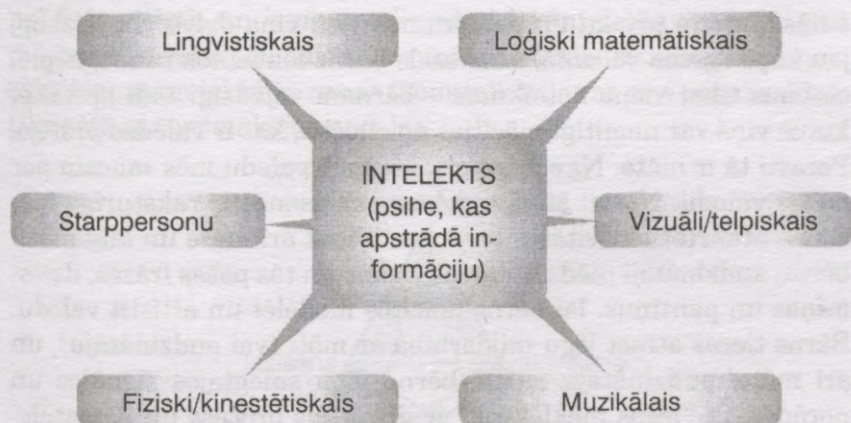 Lingvistiskais
Loģiski matemātiskais
INTELEKTS
(psihe, kas
apstrādā in-
formāciju)
Starppersonu
Vizuāli/telpiskais
Fiziski/kinestētiskais
Muzikālais